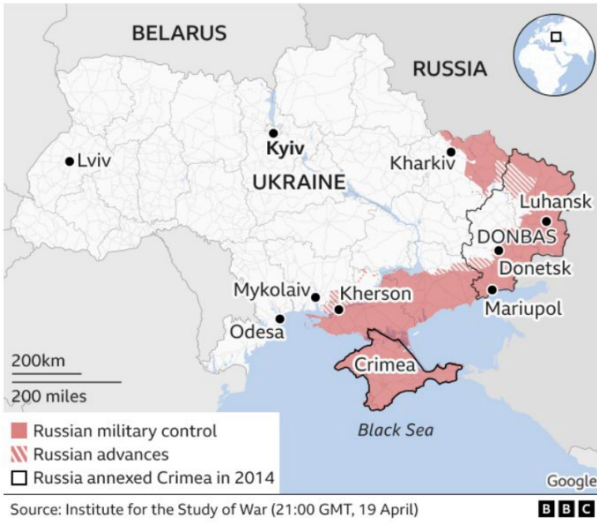 BELARUS
RUSSIA
Kyiv
Lviv
Kharkiv
UKRAINE
Luhansk
DONBAS
Donetsk
Mykolaiv
Kherson
Mariupol
Odesa
200km
200 miles
Crimea
Black Sea
Russian military control
Russian advances
Russia annexed Crimea in 2014
Google
Source: Institute for the Study of War (21:00 GMT, 19 April)
BBC